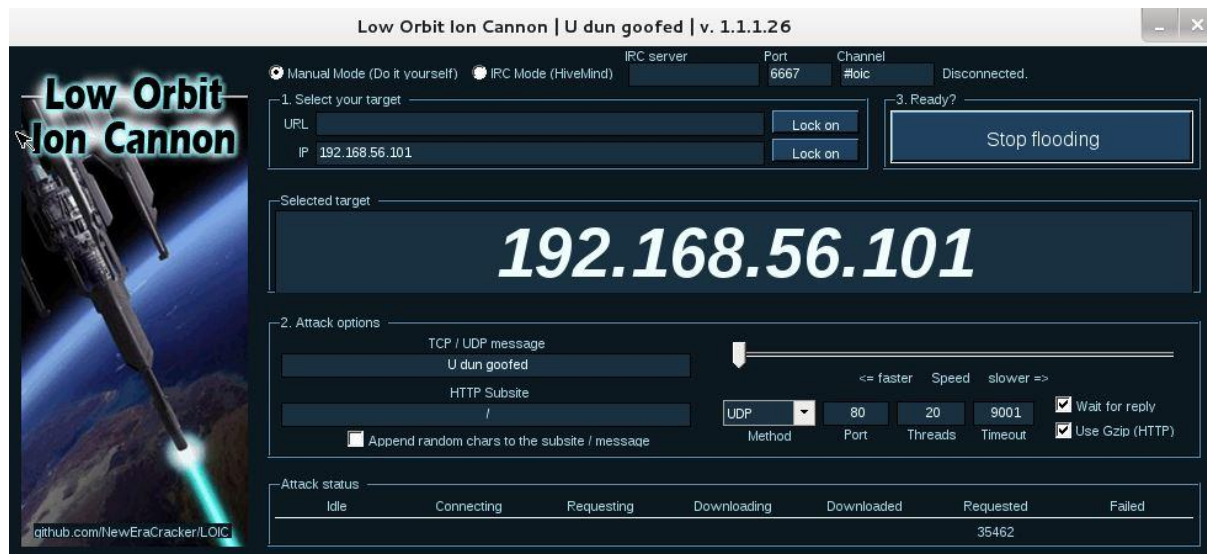 Low Orbit Ion Cannon | U dun goofed | v. 1.1.1.26
Low Orbit
Ion Cannon
IRC server Port Channel
Manual Mode (Do it yourself) IRC Mode (HiveMind) 6667 #loic Disconnected.
1. Select your target
URL Lock on
IP 192.168.56.101 Lock on
3. Ready?
Stop flooding
Selected target
192.168.56.101
2. Attack options
TCP / UDP message
U dun goofed
HTTP Subsite
/
Append random chars to the subsite / message
<= faster Speed slower =>
UDP 80 20 9001
Method Port Threads Timeout
Wait for reply
Use Gzip (HTTP)
Attack status
Idle Connecting Requesting Downloading Downloaded Requested Failed
35462
github.com/NewEraCracker/LOIC